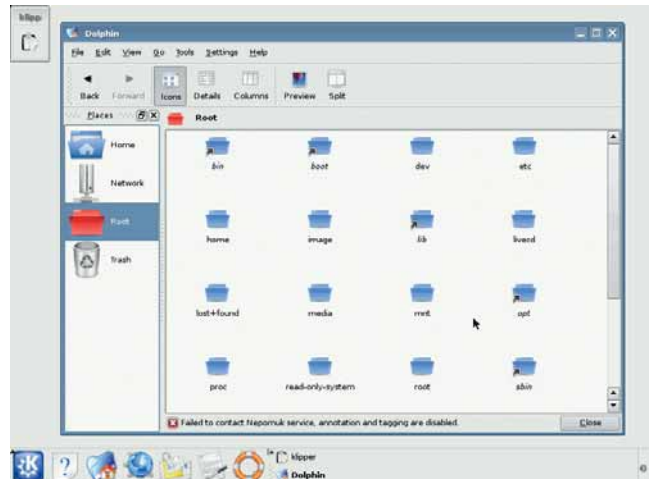 klipp
Dolphin
File Edit View Go Tools Settings Help
Back Forward Icons Details Columns Preview Split
Places Root
Home
Network
Root
Trash
bin boot dev etc
home image lib livecd
lost+found media mnt opt
proc read-only-system root sbin
Failed to contact Nepomuk service, annotation and tagging are disabled. Close
klipper
Dolphin